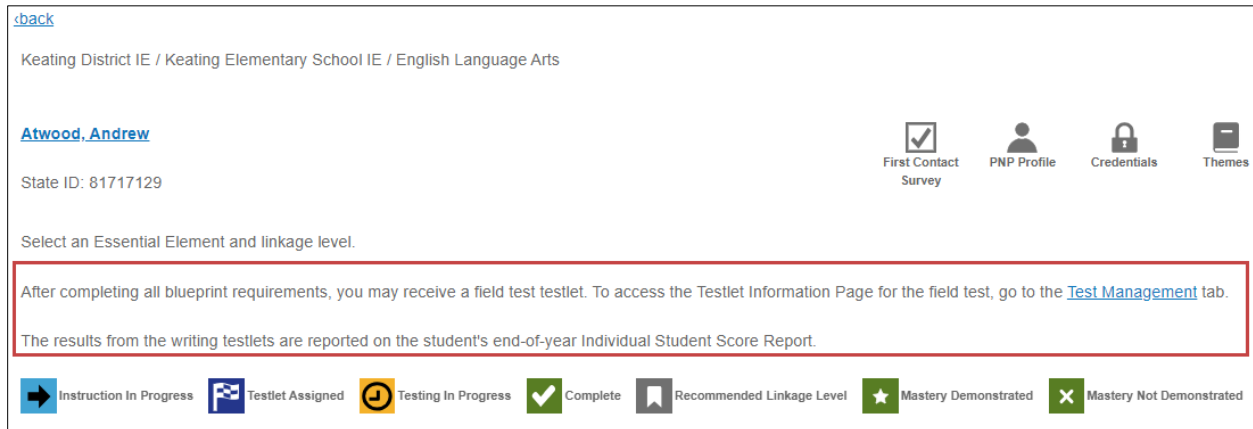 ‹back
Keating District IE / Keating Elementary School IE / English Language Arts
Atwood, Andrew
First Contact Survey
PNP Profile
Credentials
Themes
State ID: 81717129
Select an Essential Element and linkage level.
After completing all blueprint requirements, you may receive a field test testlet. To access the Testlet Information Page for the field test, go to the Test Management tab.
The results from the writing testlets are reported on the student's end-of-year Individual Student Score Report.
Instruction In Progress Testlet Assigned Testing In Progress Complete Recommended Linkage Level Mastery Demonstrated Mastery Not Demonstrated